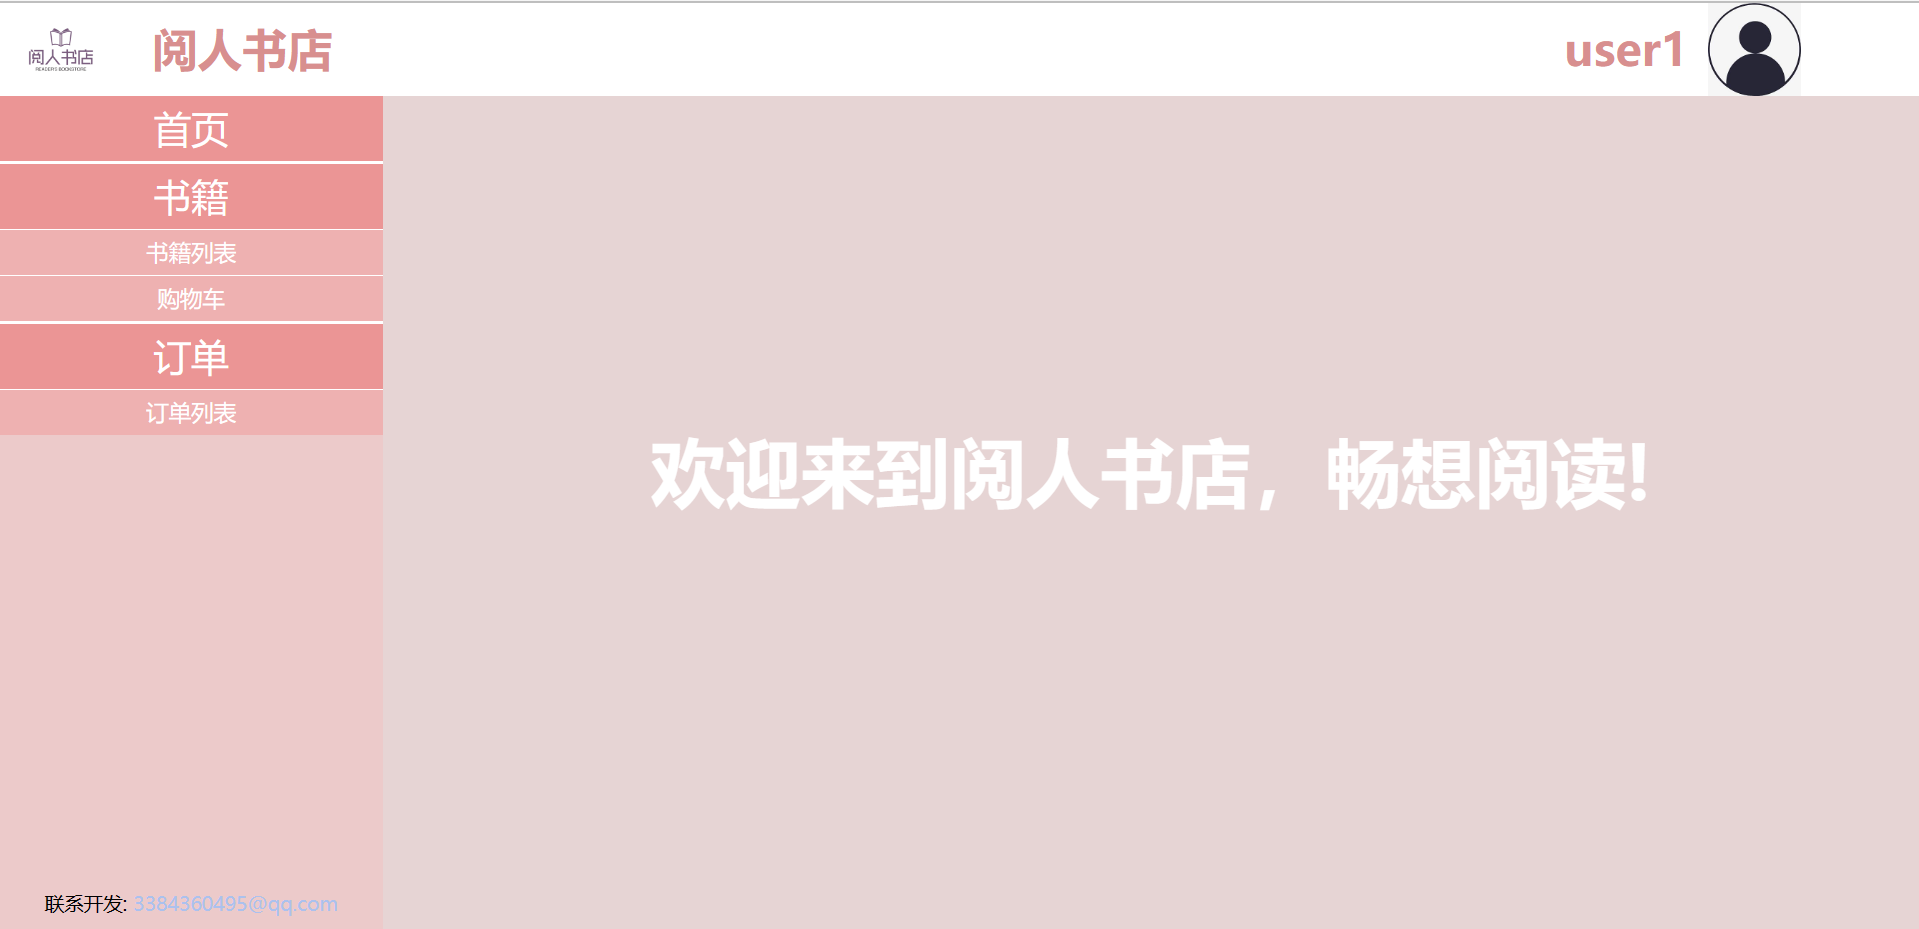 阅人书店
READER'S BOOKSTORE
阅人书店
user1
首页
书籍
书籍列表
购物车
订单
订单列表
欢迎来到阅人书店，畅想阅读!
联系开发: 3384360495@qq.com